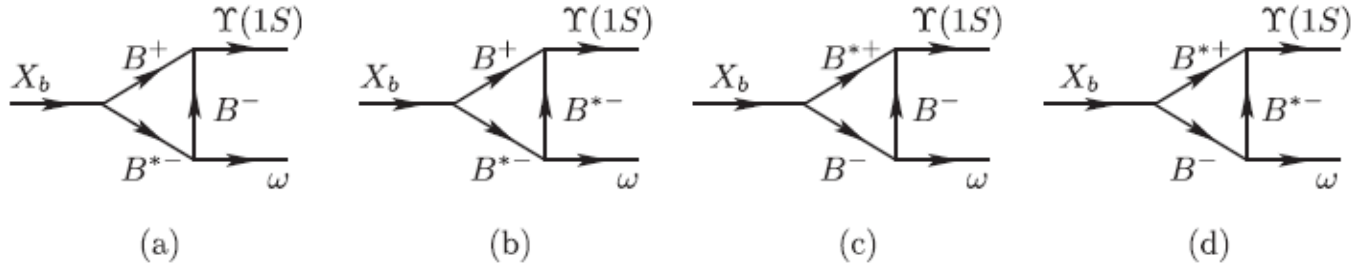 Υ(1S) Υ(1S) Υ(1S) Υ(1S)
B⁺ B⁺ B*⁺ B*⁺
X_b X_b X_b X_b
B⁻ B*⁻ B⁻ B*⁻
B*⁻ B*⁻ B⁻ B⁻
ω ω ω ω
(a) (b) (c) (d)